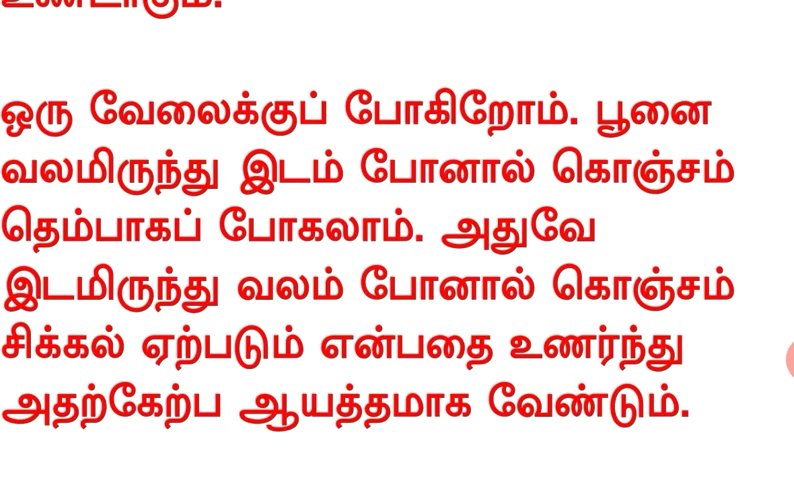 உண்டாகும்.
ஒரு வேலைக்குப் போகிறோம். பூனை
வலமிருந்து இடம் போனால் கொஞ்சம்
தெம்பாகப் போகலாம். அதுவே
இடமிருந்து வலம் போனால் கொஞ்சம்
சிக்கல் ஏற்படும் என்பதை உணர்ந்து
அதற்கேற்ப ஆயத்தமாக வேண்டும்.